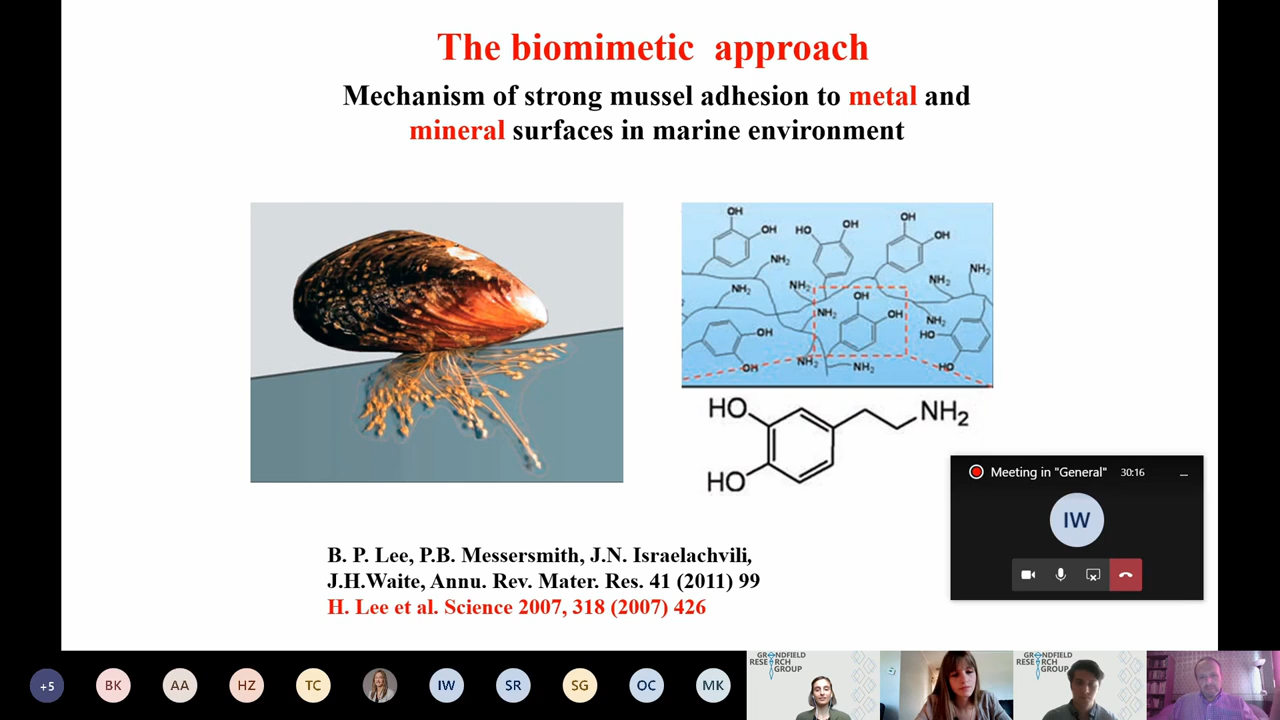 The biomimetic approach
Mechanism of strong mussel adhesion to metal and
mineral surfaces in marine environment
OH
OH
HO
OH
OH
OH
NH2
NH2
NH2
NH2
NH2
OH
OH
NH2
NH2
OH
OH
HO
HO
NH2
NH2
HO
NH2
HO
Meeting in "General"
30:16
IW
B. P. Lee, P.B. Messersmith, J.N. Israelachvili,
J.H.Waite, Annu. Rev. Mater. Res. 41 (2011) 99
H. Lee et al. Science 2007, 318 (2007) 426
+5
BK
AA
HZ
TC
IW
SR
SG
OC
MK
GRANDFIELD
RESEARCH
GROUP
GRANDFIELD
RESEARCH
GROUP